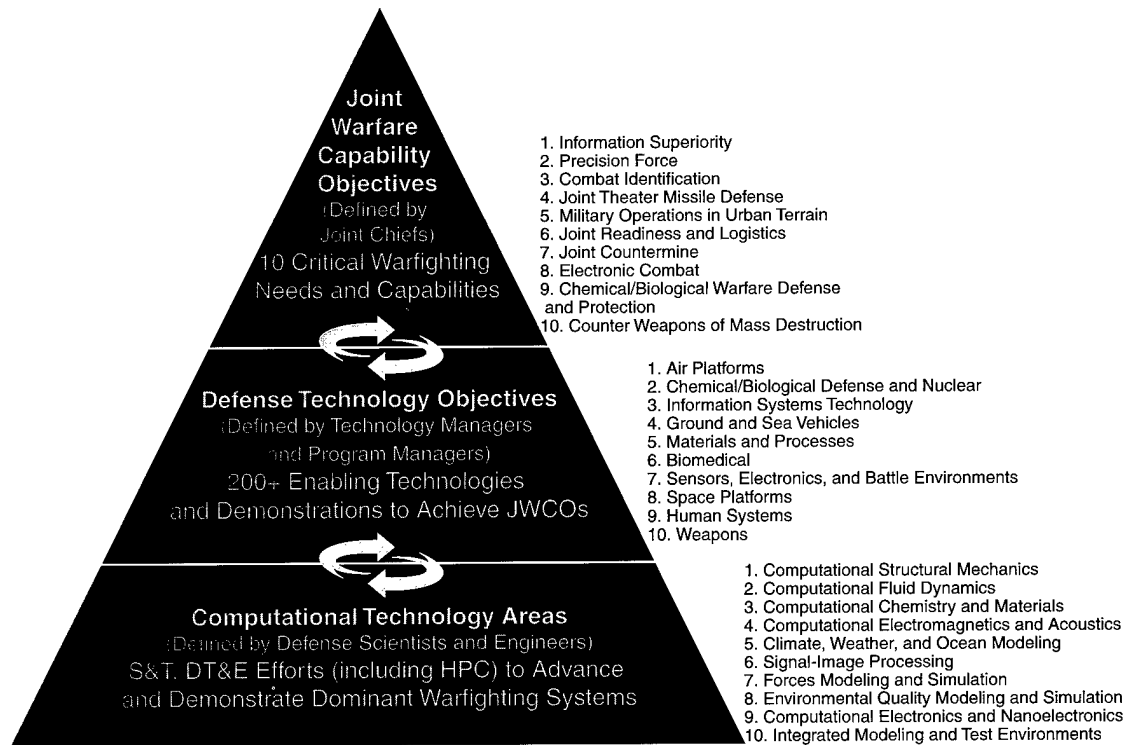 Joint
Warfare
Capability
Objectives
(Defined by
Joint Chiefs)
10 Critical Warfighting
Needs and Capabilities
1. Information Superiority
2. Precision Force
3. Combat Identification
4. Joint Theater Missile Defense
5. Military Operations in Urban Terrain
6. Joint Readiness and Logistics
7. Joint Countermine
8. Electronic Combat
9. Chemical/Biological Warfare Defense
and Protection
10. Counter Weapons of Mass Destruction
Defense Technology Objectives
(Defined by Technology Managers
and Program Managers)
200+ Enabling Technologies
and Demonstrations to Achieve JWCOs
1. Air Platforms
2. Chemical/Biological Defense and Nuclear
3. Information Systems Technology
4. Ground and Sea Vehicles
5. Materials and Processes
6. Biomedical
7. Sensors, Electronics, and Battle Environments
8. Space Platforms
9. Human Systems
10. Weapons
Computational Technology Areas
(Defined by Defense Scientists and Engineers)
S&T. DT&E Efforts (including HPC) to Advance
and Demonstrate Dominant Warfighting Systems
1. Computational Structural Mechanics
2. Computational Fluid Dynamics
3. Computational Chemistry and Materials
4. Computational Electromagnetics and Acoustics
5. Climate, Weather, and Ocean Modeling
6. Signal-Image Processing
7. Forces Modeling and Simulation
8. Environmental Quality Modeling and Simulation
9. Computational Electronics and Nanoelectronics
10. Integrated Modeling and Test Environments